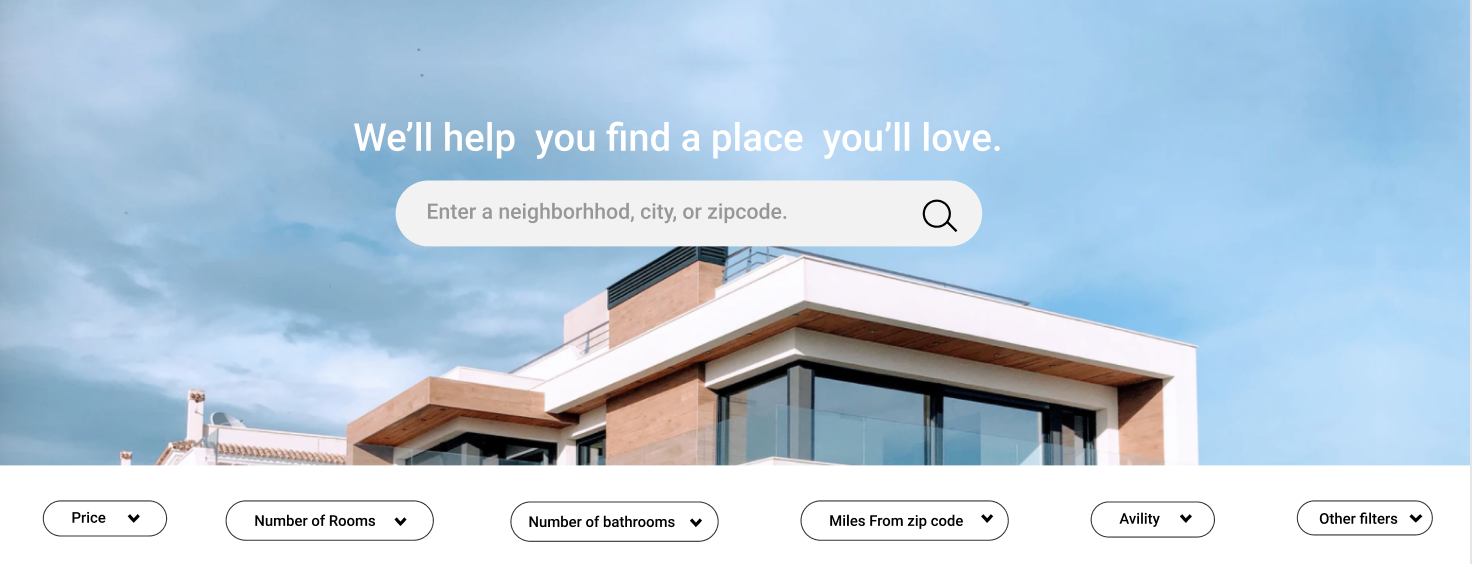 We'll help you find a place you'll love.
Enter a neighborhhod, city, or zipcode.
Price
Number of Rooms
Number of bathrooms
Miles From zip code
Avility
Other filters